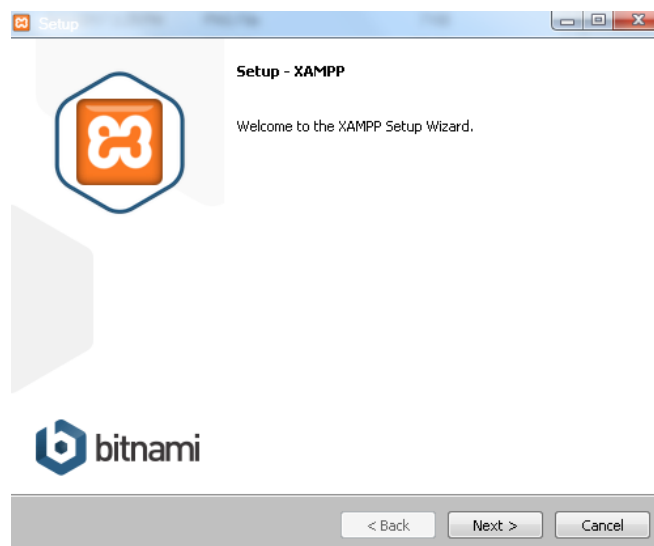 Setup
Setup - XAMPP
Welcome to the XAMPP Setup Wizard.
bitnami
< Back
Next >
Cancel